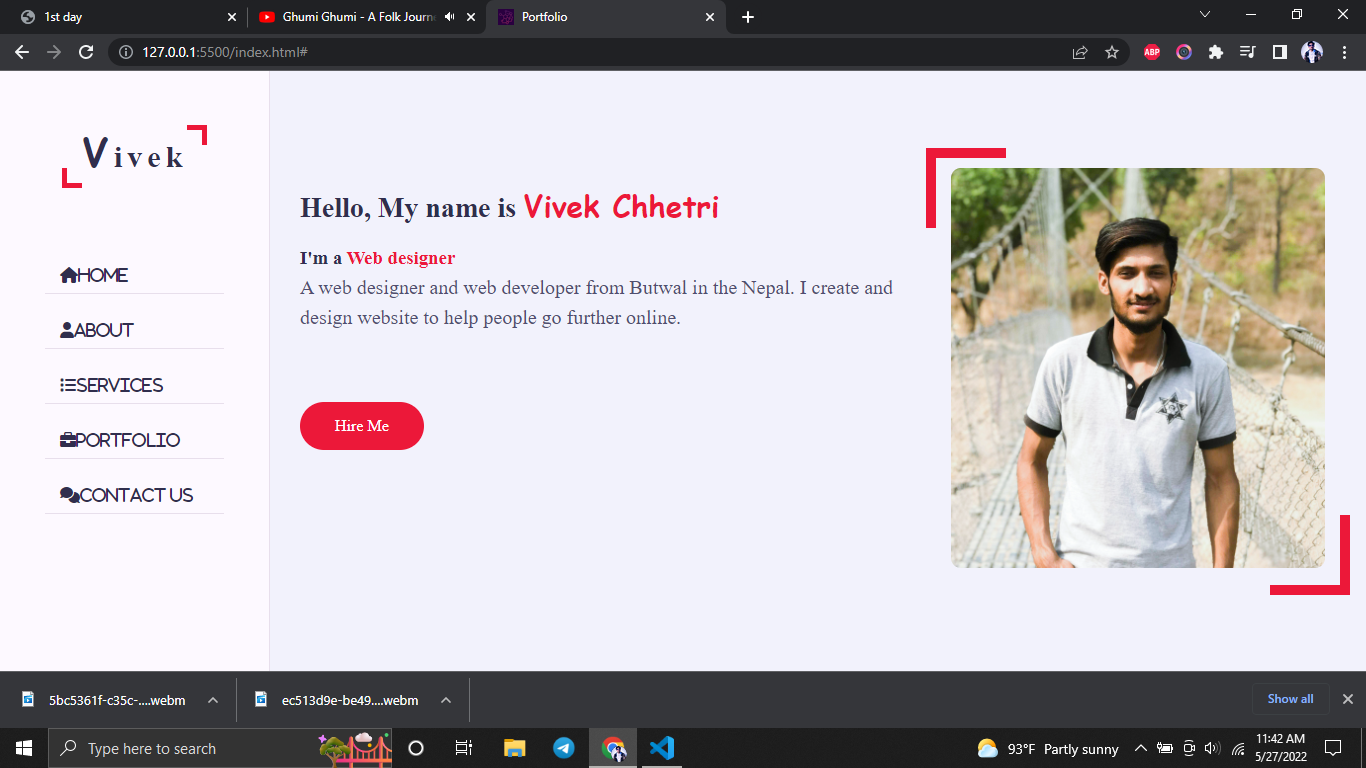 1st day
Ghumi Ghumi - A Folk Journ
Portfolio
127.0.0.1:5500/index.html#
ABP
Vivek
HOME
ABOUT
SERVICES
PORTFOLIO
CONTACT US
Hello, My name is Vivek Chhetri
I'm a Web designer
A web designer and web developer from Butwal in the Nepal. I create and
design website to help people go further online.
Hire Me
5bc5361f-c35c-....webm
ec513d9e-be49....webm
Show all
Type here to search
93°F Partly sunny
11:42 AM
5/27/2022